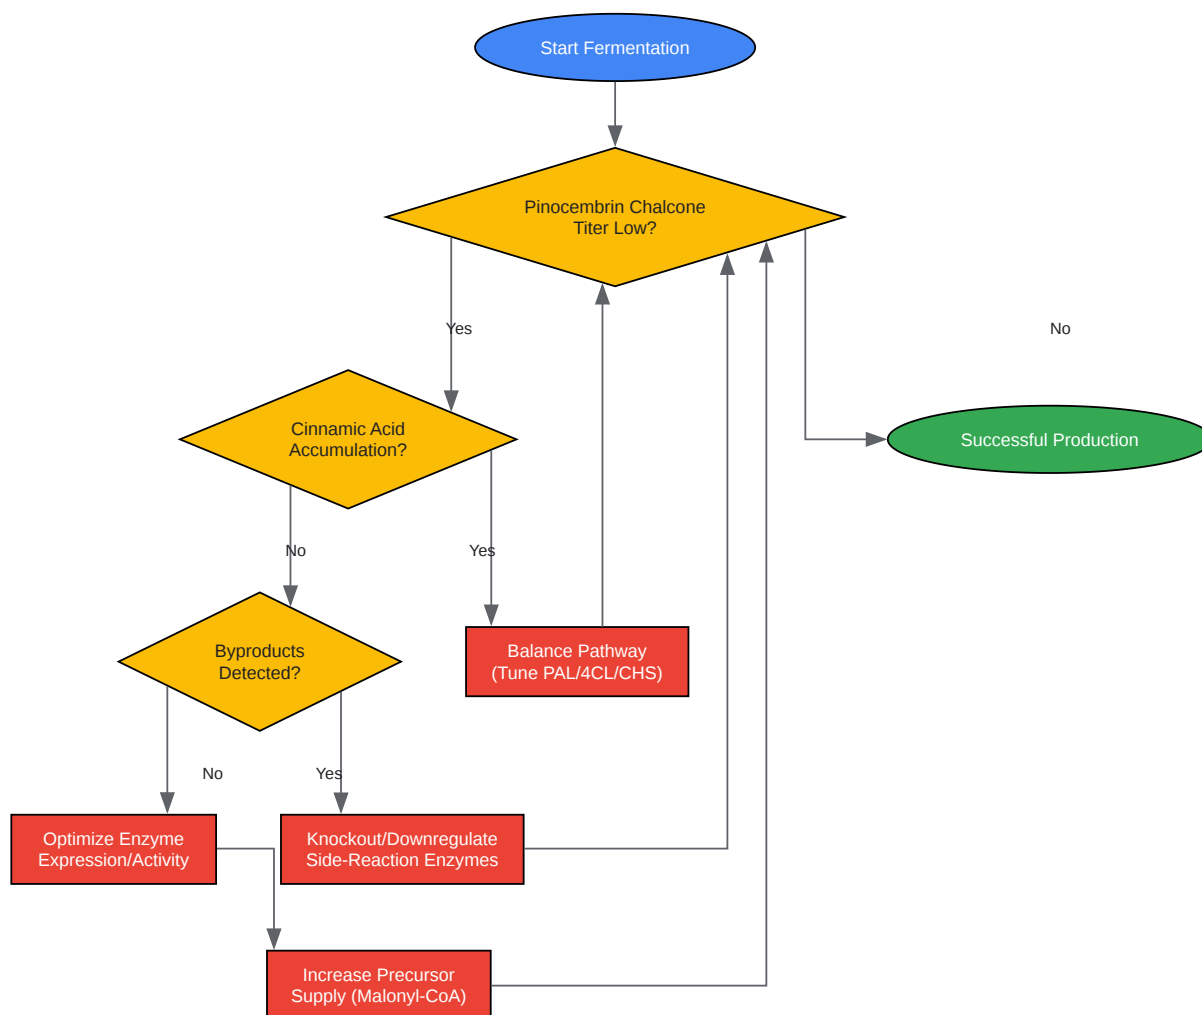 Start Fermentation
Pinocembrin Chalcone
Titer Low?
Yes
No
Cinnamic Acid
Accumulation?
Successful Production
No
Yes
Byproducts
Detected?
Balance Pathway
(Tune PAL/4CL/CHS)
No
Yes
Optimize Enzyme
Expression/Activity
Knockout/Downregulate
Side-Reaction Enzymes
Increase Precursor
Supply (Malonyl-CoA)